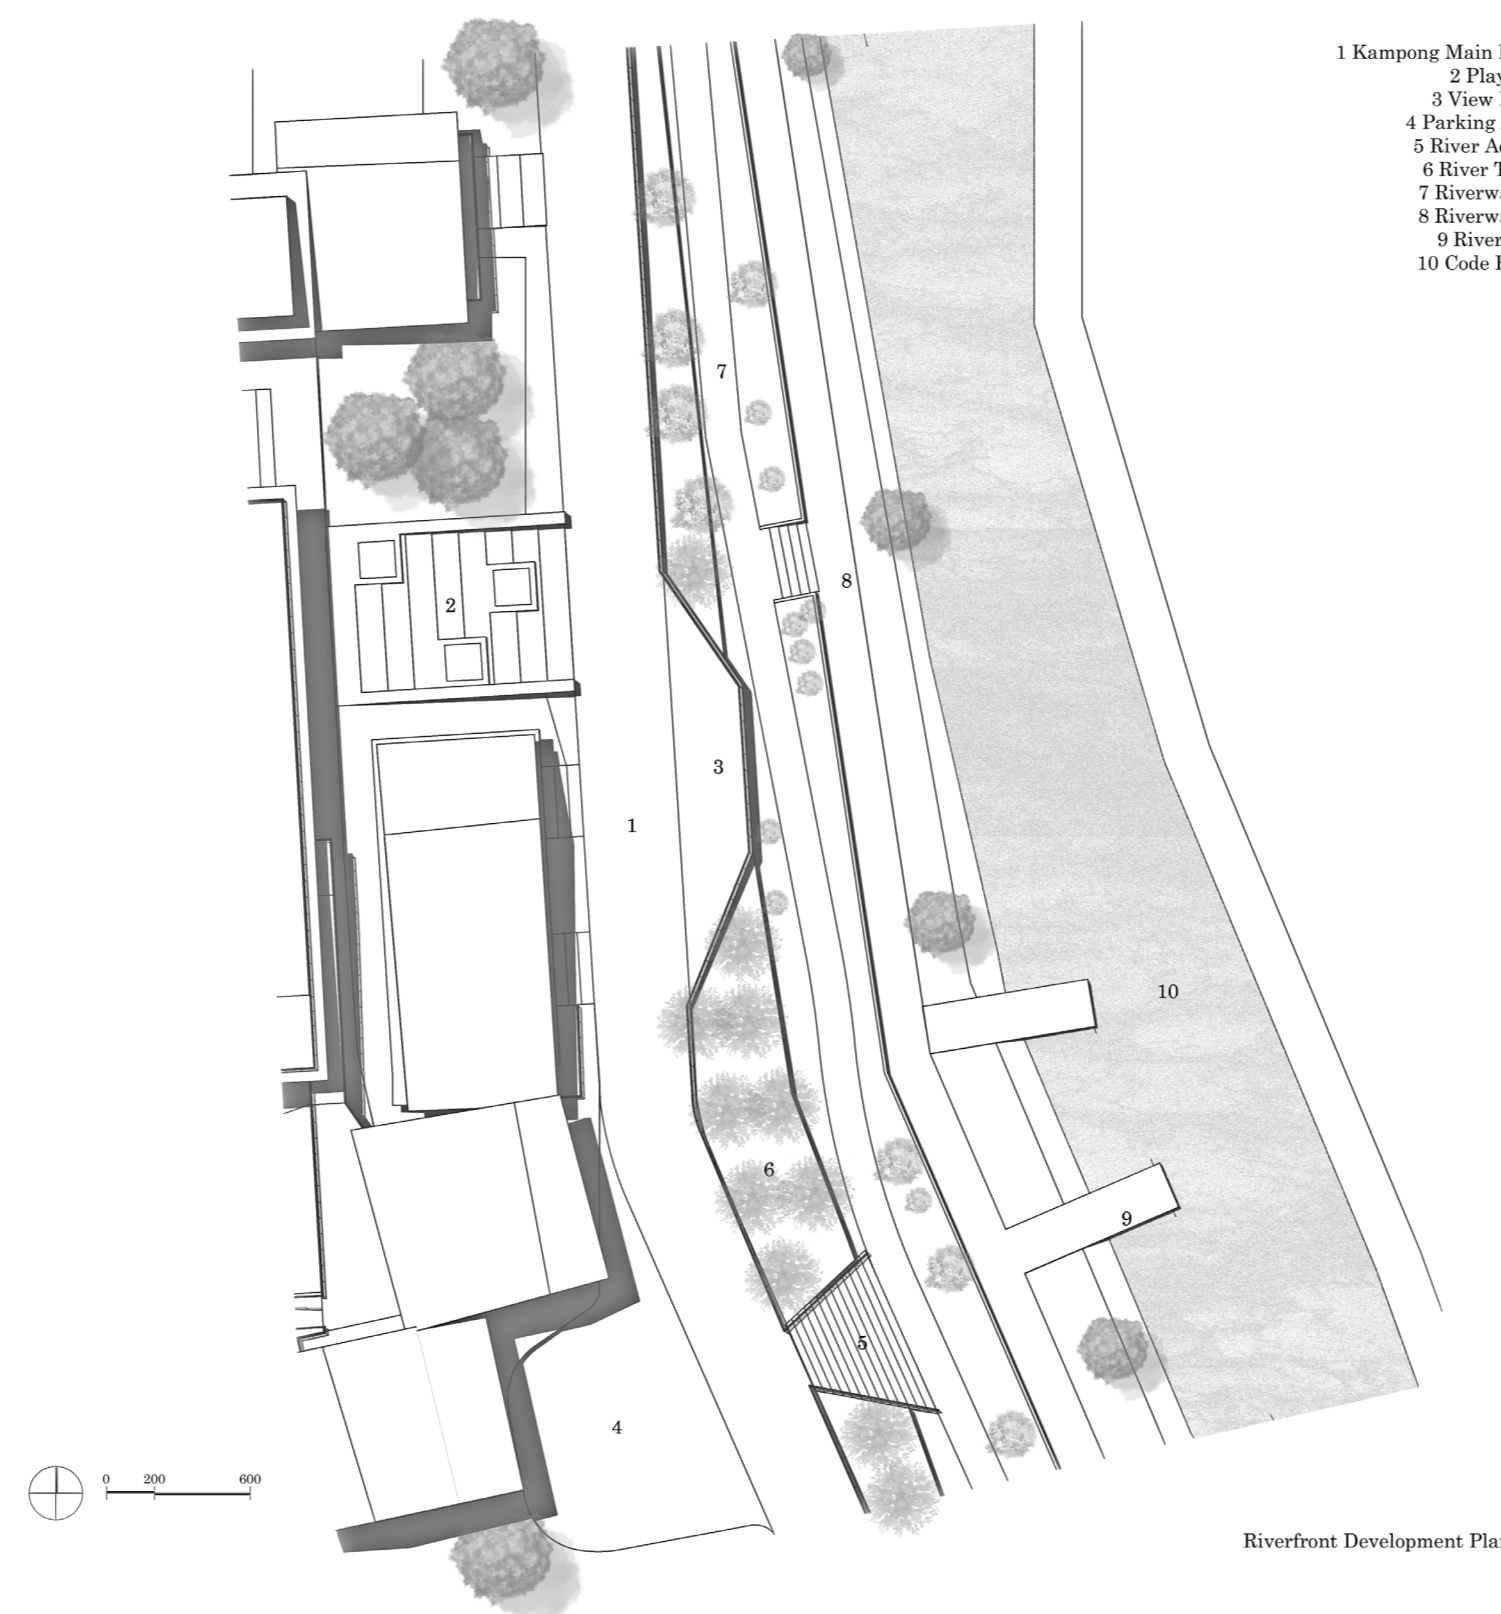 1 Kampong Main
2 Play
3 View
4 Parking
5 River
6 River
7 Riverwa
8 Riverwa
9 River
10 Code
7
8
2
3
1
10
6
9
5
4
0 200 600
Riverfront Development Pla